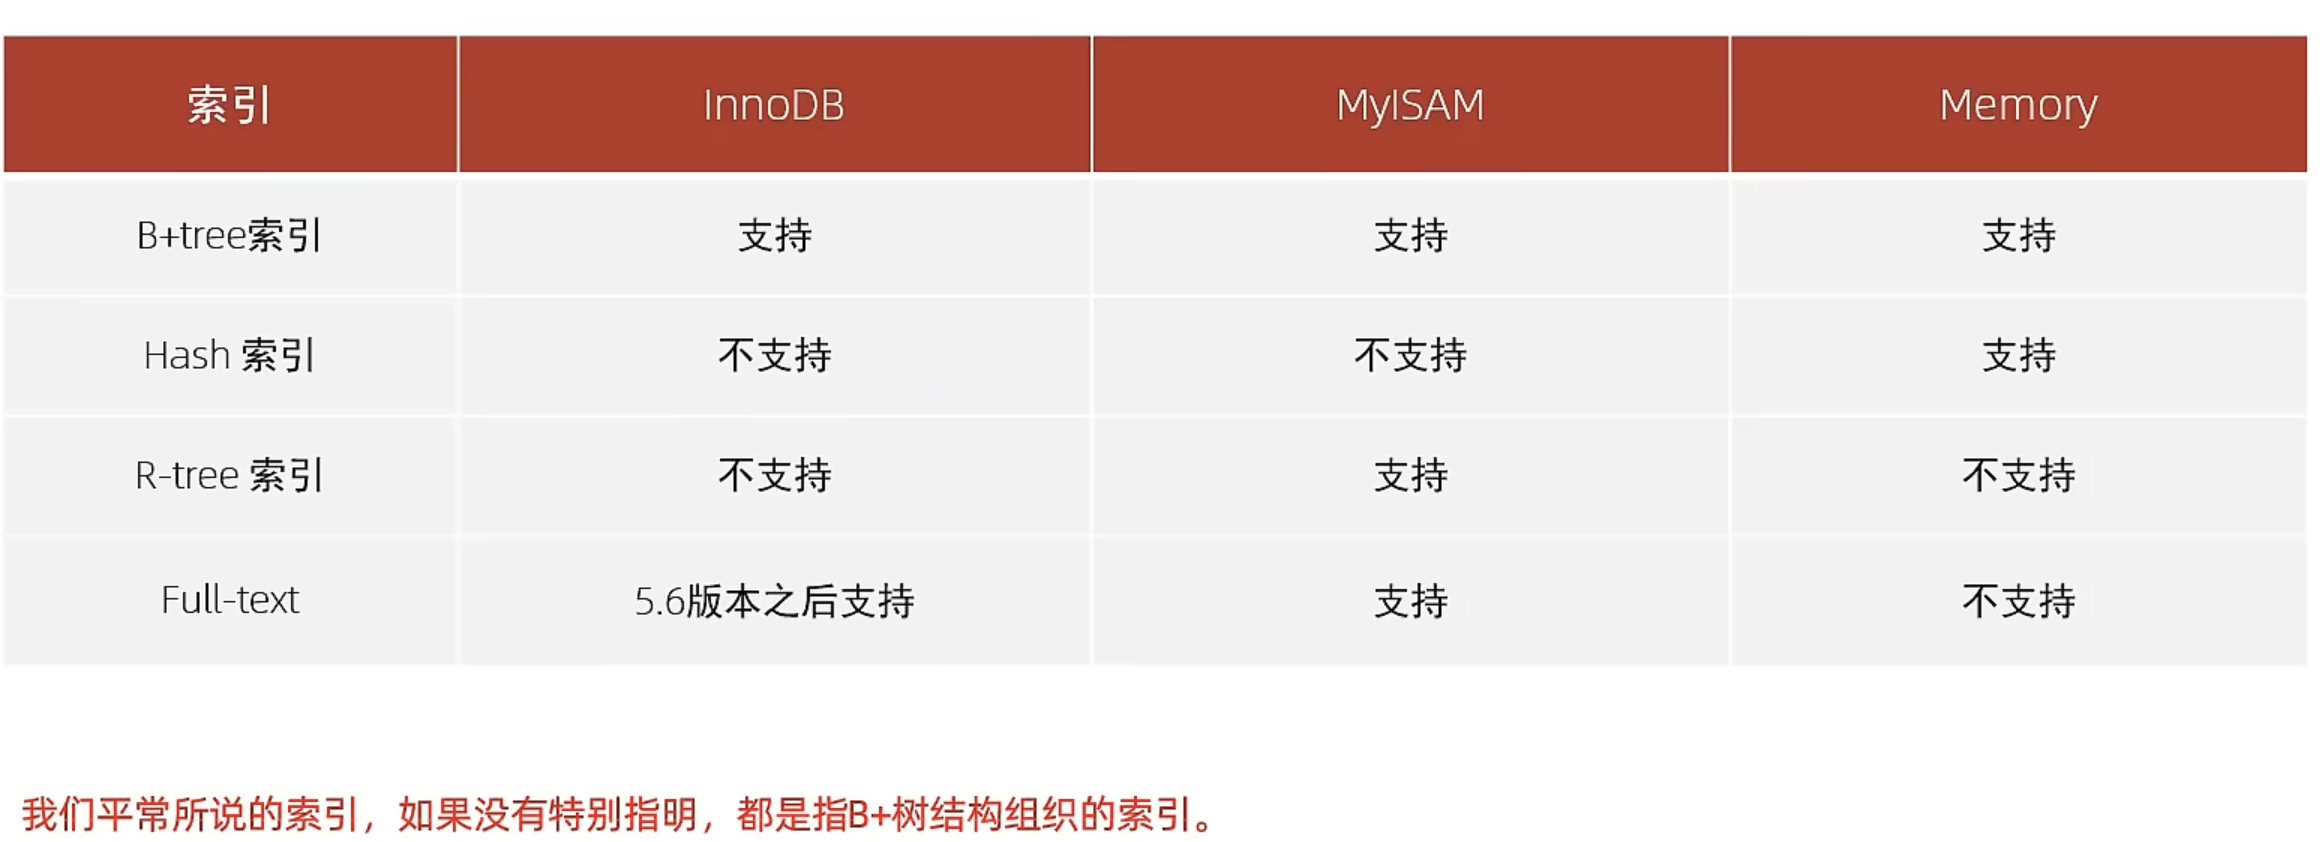 索引 InnoDB MyISAM Memory
B+tree索引 支持 支持 支持
Hash 索引 不支持 不支持 支持
R-tree 索引 不支持 支持 不支持
Full-text 5.6版本之后支持 支持 不支持
我们平常所说的索引，如果没有特别指明，都是指B+树结构组织的索引。